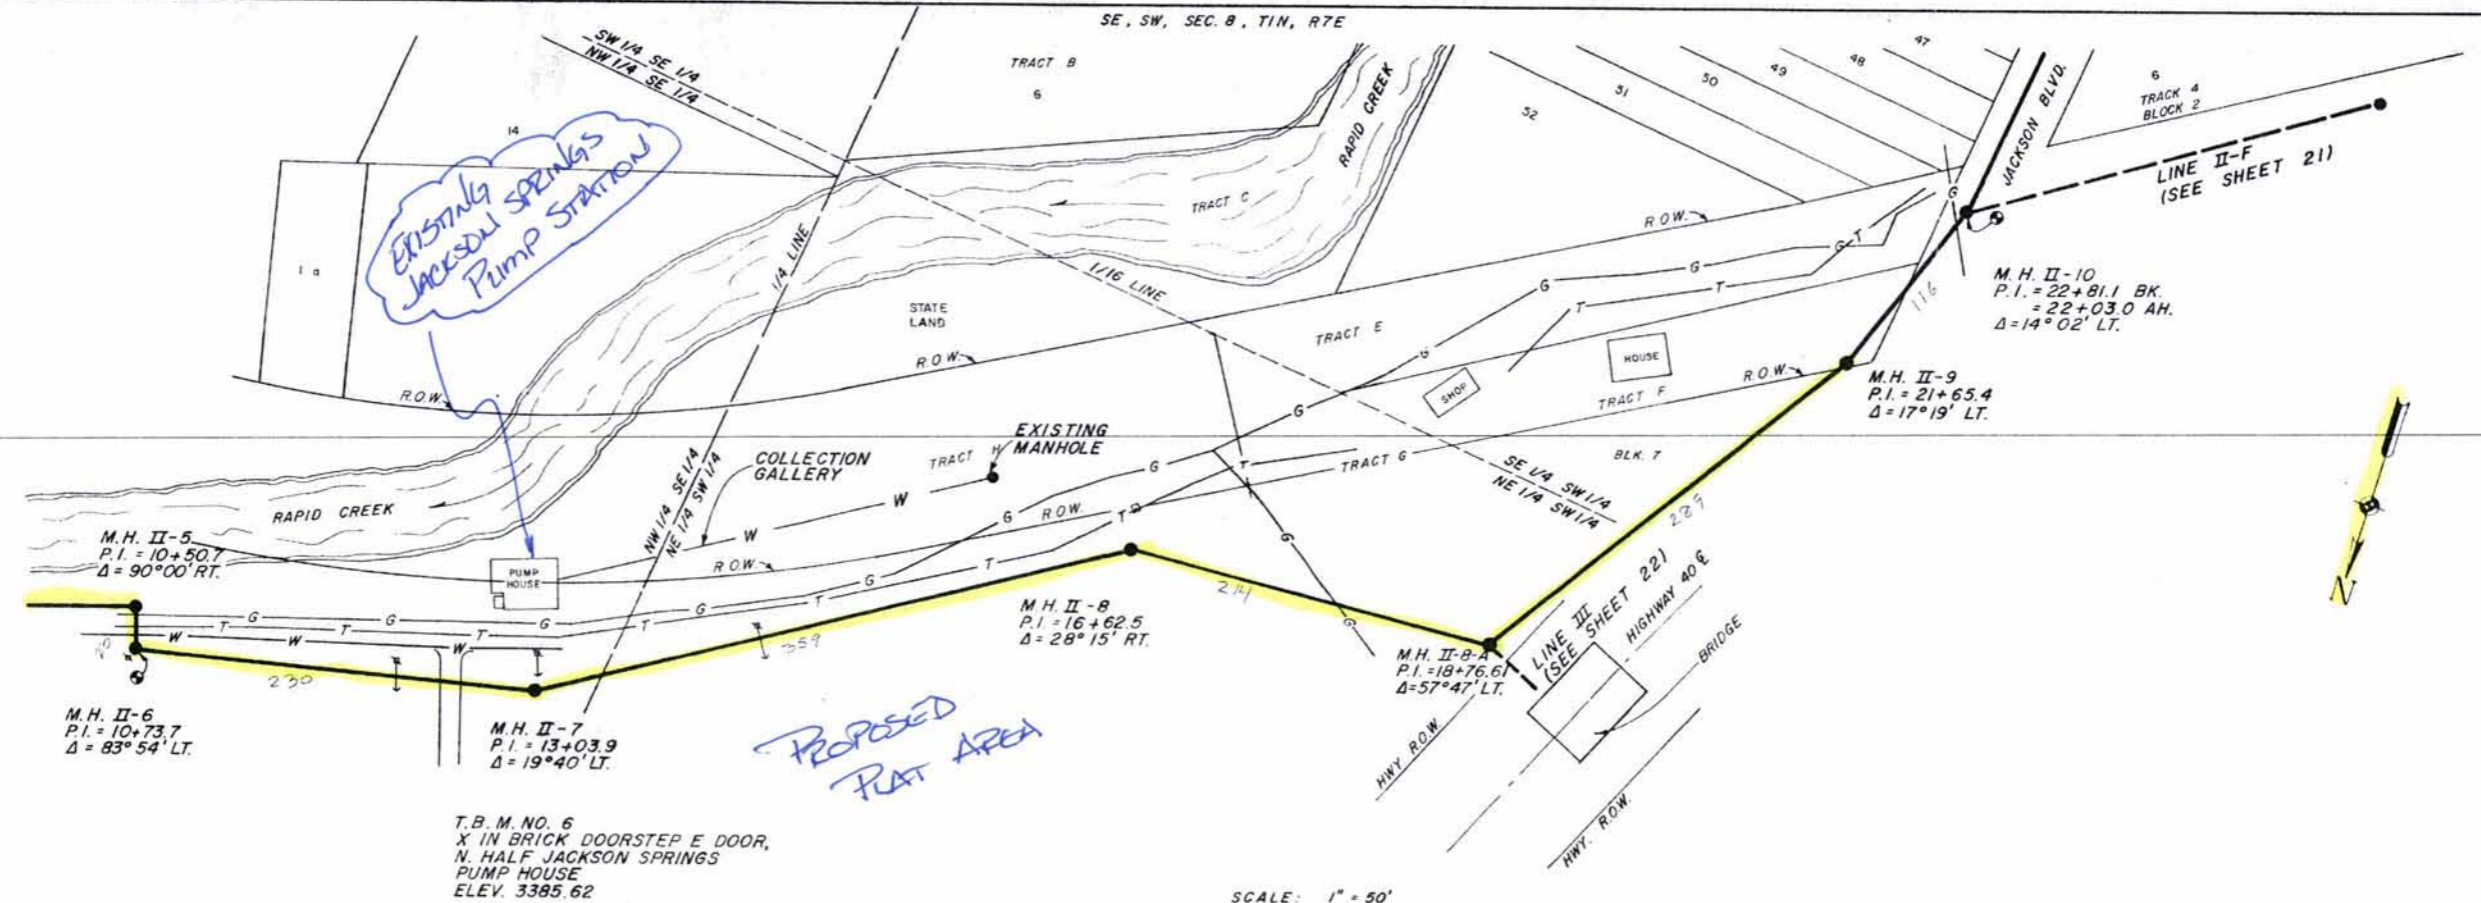 SE, SW, SEC. 8, T1N, R7E
SW 1/4 SE 1/4
NW 1/4 SE 1/4
TRACT B
6
14
EXISTING
JACKSON SPRINGS
PUMP STATION
1 a
RAPID CREEK
TRACT C
52
51
50
49
48
47
JACKSON BLVD.
6
TRACK 4
BLOCK 2
LINE II-F
(SEE SHEET 21)
1/4 LINE
1/16 LINE
STATE
LAND
R.O.W.
R.O.W.
R.O.W.
TRACT E
G
G
G
G
T
T
T
G
G
HOUSE
SHOP
TRACT F
R.O.W.
116
M.H. II-10
P.I. = 22+81.1 BK.
= 22+03.0 AH.
Δ=14°02' LT.
M.H. II-9
P.I. = 21+65.4
Δ=17°19' LT.
EXISTING
MANHOLE
COLLECTION
GALLERY
TRACT H
W
W
W
G
G
T
TRACT G
BLK. 7
SE 1/4 SW 1/4
NE 1/4 SW 1/4
289
NW 1/4 SE 1/4
NE 1/4 SW 1/4
RAPID CREEK
M.H. II-5
P.I. = 10+50.7
Δ = 90°00' RT.
PUMP
HOUSE
R.O.W.
R.O.W.
T
T
G
G
G
G
G
G
G
T
T
T
T
W
W
W
230
359
214
M.H. II-6
P.I. = 10+73.7
Δ = 83°54' LT.
M.H. II-7
P.I. = 13+03.9
Δ = 19°40' LT.
M.H. II-8
P.I. = 16+62.5
Δ = 28°15' RT.
M.H. II-8-A
P.I.=18+76.6
Δ=57°47' LT.
LINE III
(SEE SHEET 22)
HIGHWAY 40 ℄
BRIDGE
HWY R.O.W.
HWY. R.O.W.
N
PROPOSED
PLAT AREA
T.B.M. NO. 6
X IN BRICK DOORSTEP E DOOR,
N. HALF JACKSON SPRINGS
PUMP HOUSE
ELEV. 3385.62
SCALE: 1" = 50'